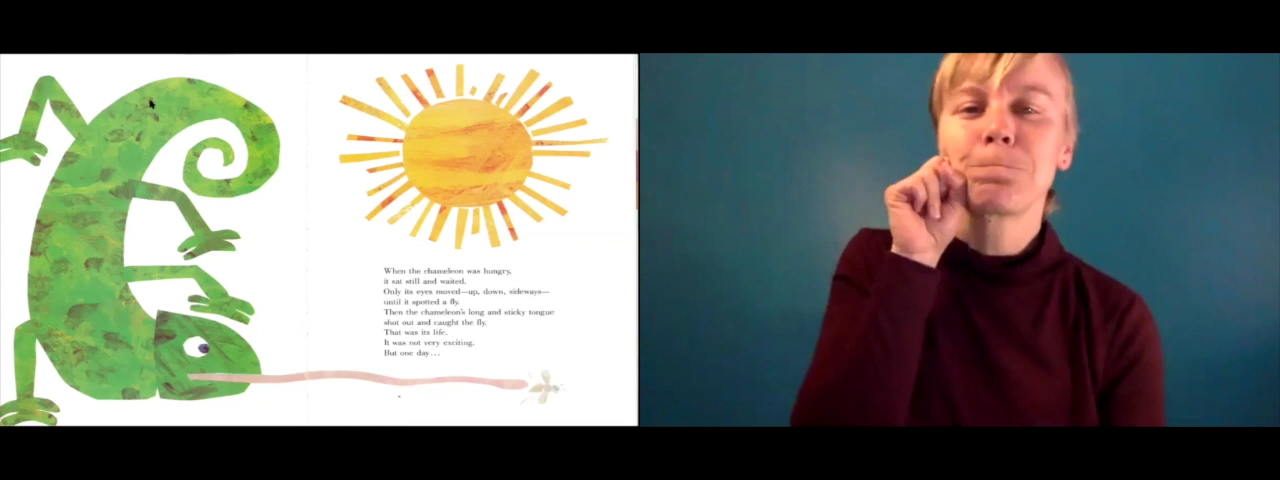 When the chameleon was hungry,
it sat still and waited.
Only its eyes moved—up, down, sideways—
until it spotted a fly.
Then the chameleon's long and sticky tongue
shot out and caught the fly.
That was its life.
It was not very exciting.
But one day...